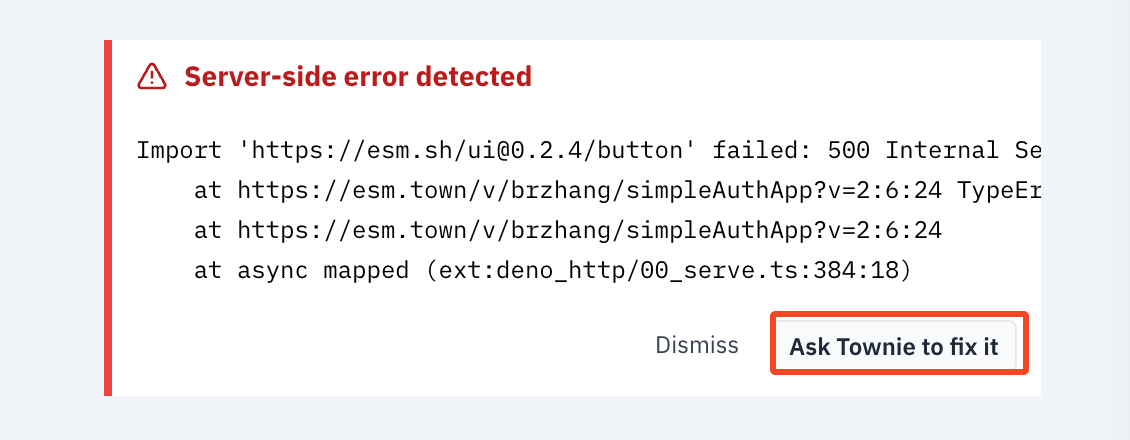 Server-side error detected
Import 'https://esm.sh/ui@0.2.4/button' failed: 500 Internal Se
at https://esm.town/v/brzhang/simpleAuthApp?v=2:6:24 TypeEr
at https://esm.town/v/brzhang/simpleAuthApp?v=2:6:24
at async mapped (ext:deno_http/00_serve.ts:384:18)
Dismiss Ask Townie to fix it